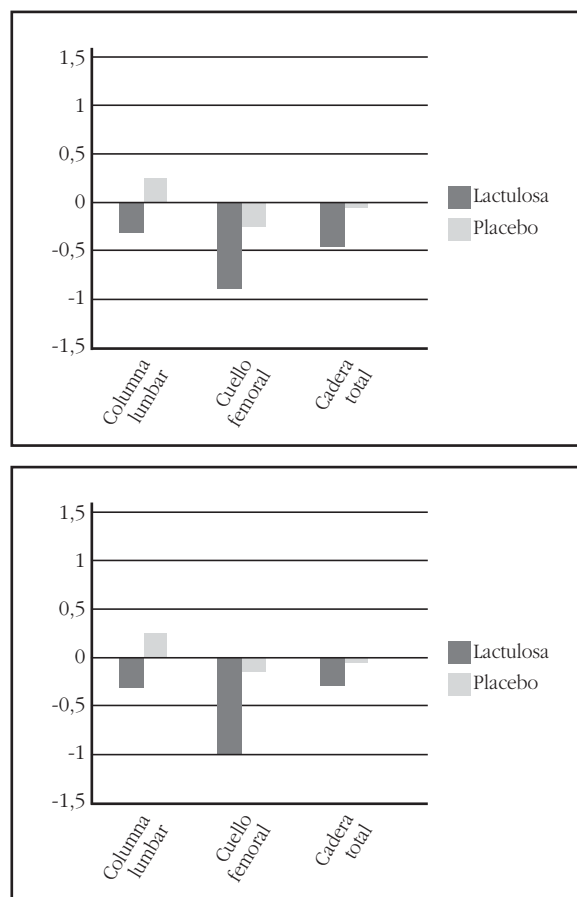 1,5
1
0,5
0
-0,5
-1
-1,5
Columna
lumbar
Cuello
femoral
Cadera
total
Lactulosa
Placebo
1,5
1
0,5
0
-0,5
-1
-1,5
Columna
lumbar
Cuello
femoral
Cadera
total
Lactulosa
Placebo